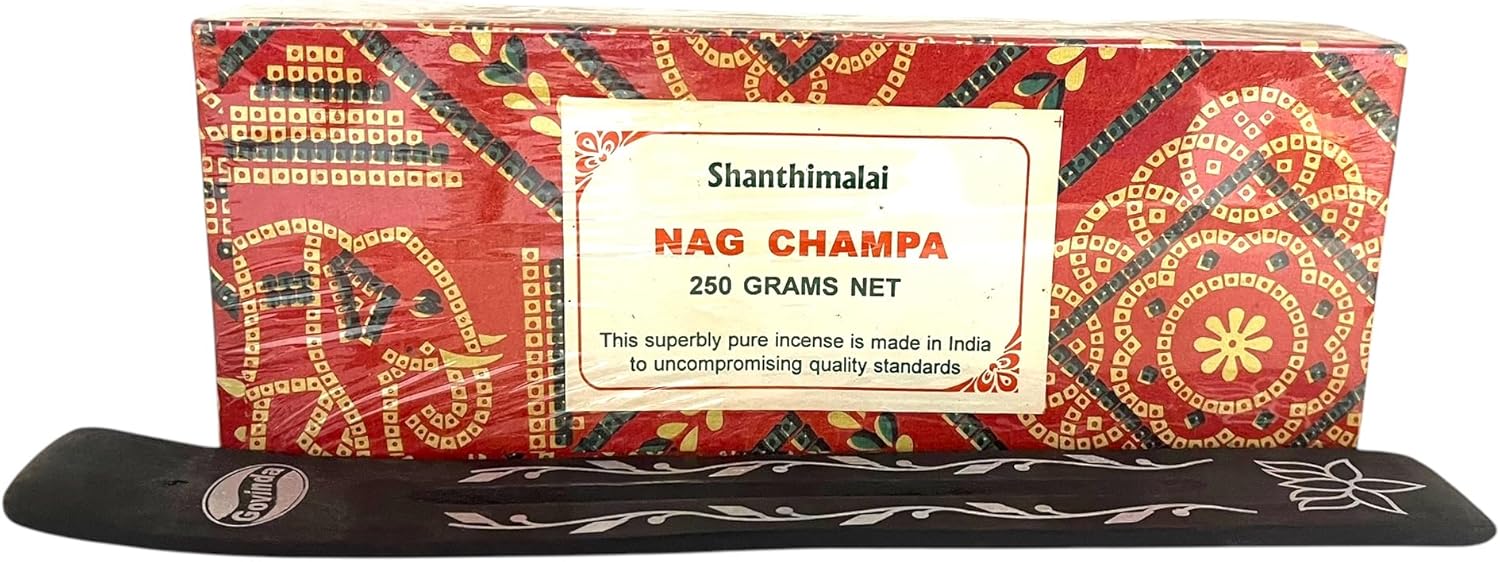 Shanthimalai
NAG CHAMPA
250 GRAMS NET
This superbly pure incense is made in India
to uncompromising quality standards
Govinda